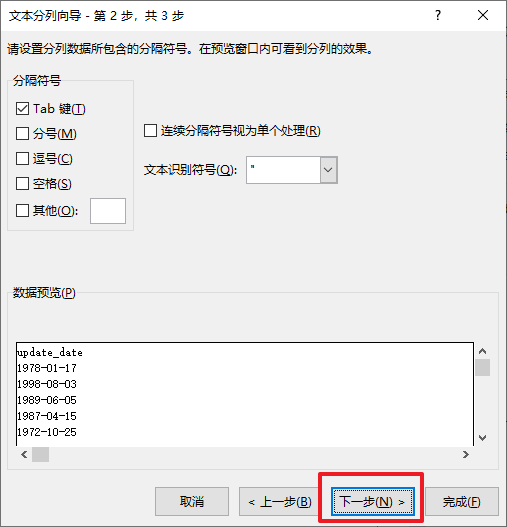 文本分列向导 - 第 2 步，共 3 步
请设置分列数据所包含的分隔符号。在预览窗口内可看到分列的效果。
分隔符号
Tab 键(T)
分号(M)
逗号(C)
空格(S)
其他(O):
连续分隔符号视为单个处理(R)
文本识别符号(Q): "
数据预览(P)
update_date
1978-01-17
1998-08-03
1989-06-05
1987-04-15
1972-10-25
取消
< 上一步(B)
下一步(N) >
完成(F)